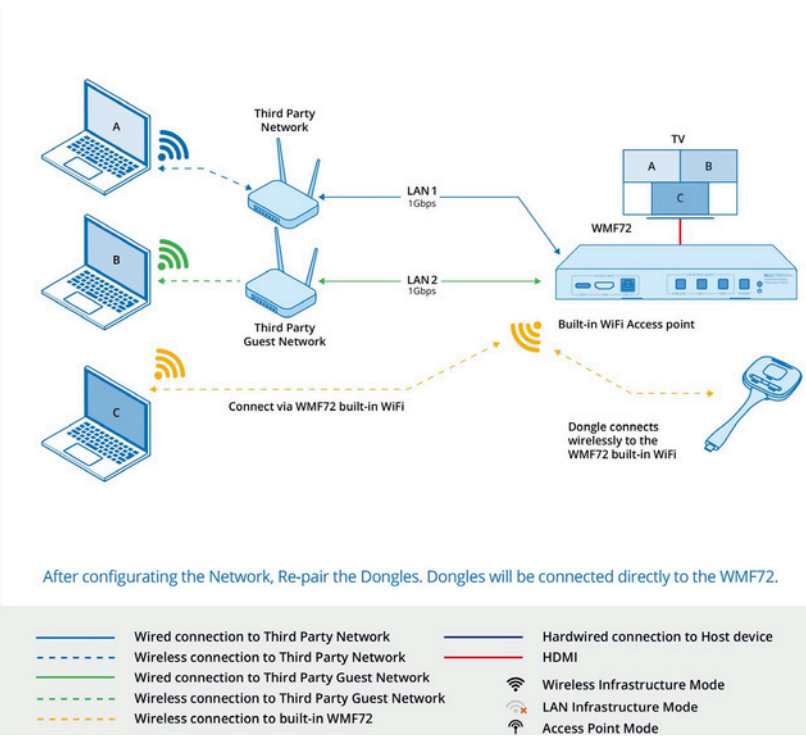 Third Party
Network
A
LAN 1
1Gbps
TV
A
B
C
WMF72
B
LAN 2
1Gbps
Third Party
Guest Network
Built-in WiFi Access point
C
Connect via WMF72 built-in WiFi
Dongle connects
wirelessly to the
WMF72 built-in WiFi
After configurating the Network, Re-pair the Dongles. Dongles will be connected directly to the WMF72.
Wired connection to Third Party Network
Wireless connection to Third Party Network
Wired connection to Third Party Guest Network
Wireless connection to Third Party Guest Network
Wireless connection to built-in WMF72
Hardwired connection to Host device
HDMI
Wireless Infrastructure Mode
LAN Infrastructure Mode
Access Point Mode